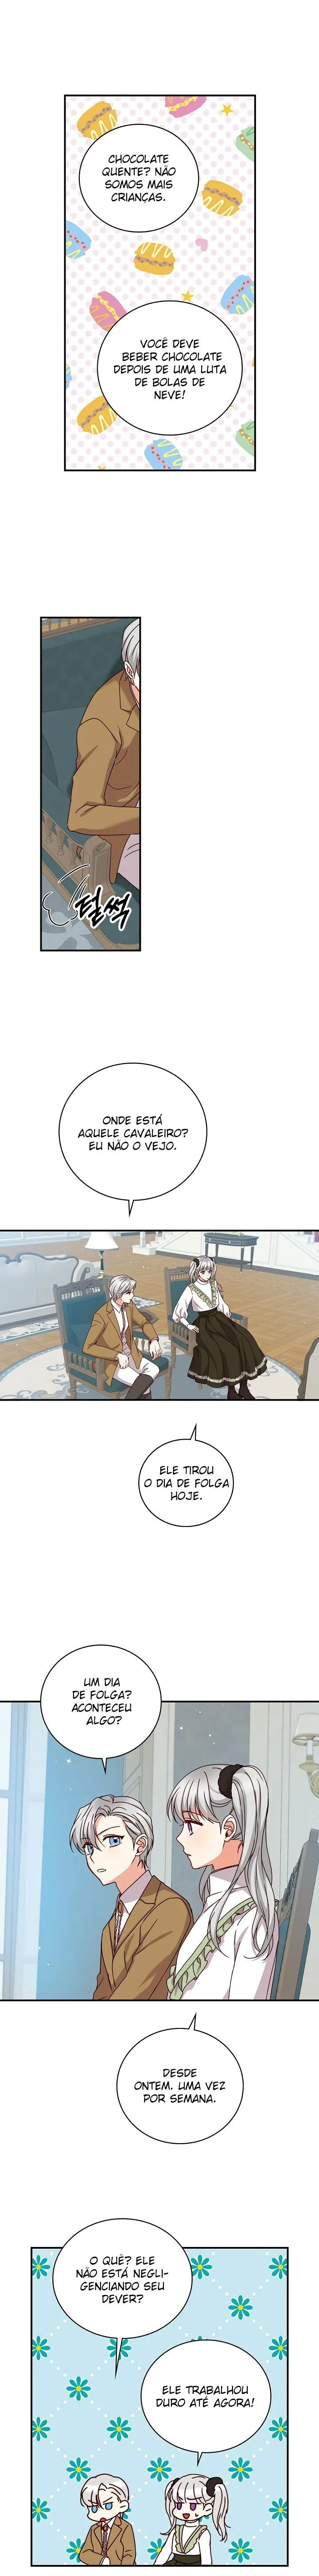 CHOCOLATE
QUENTE? NÃO
SOMOS MAIS
CRIANÇAS.
VOCÊ DEVE
BEBER CHOCOLATE
DEPOIS DE UMA LUTA
DE BOLAS DE
NEVE!
털썩
ONDE ESTÁ
AQUELE CAVALEIRO?
EU NÃO O VEJO.
ELE TIROU
O DIA DE FOLGA
HOJE.
UM DIA
DE FOLGA?
ACONTECEU
ALGO?
DESDE
ONTEM. UMA VEZ
POR SEMANA.
O QUÊ? ELE
NÃO ESTÁ NEGLI-
GENCIANDO SEU
DEVER?
ELE TRABALHOU
DURO ATÉ AGORA!